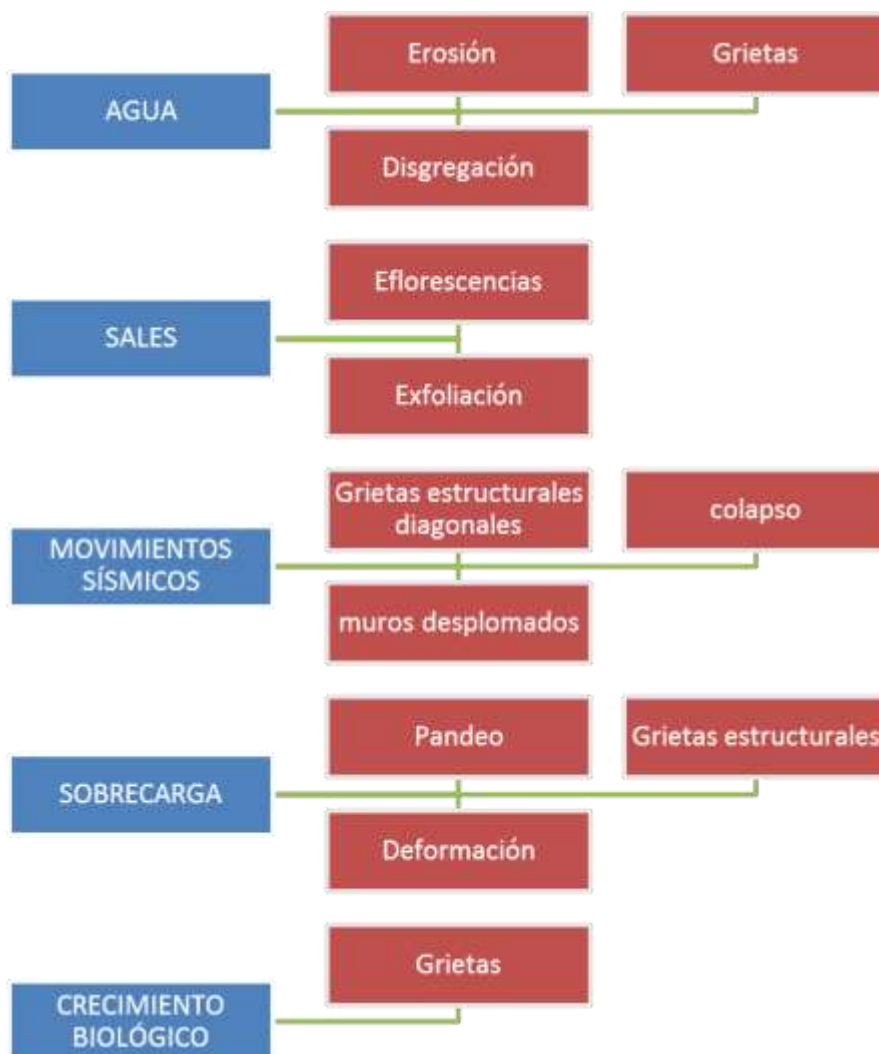 Erosión
Grietas
AGUA
Disgregación
Eflorescencias
SALES
Exfoliación
Grietas estructurales
diagonales
colapso
MOVIMIENTOS
SÍSMICOS
muros desplomados
Pandeo
Grietas estructurales
SOBRECARGA
Deformación
Grietas
CRECIMIENTO
BIOLÓGICO